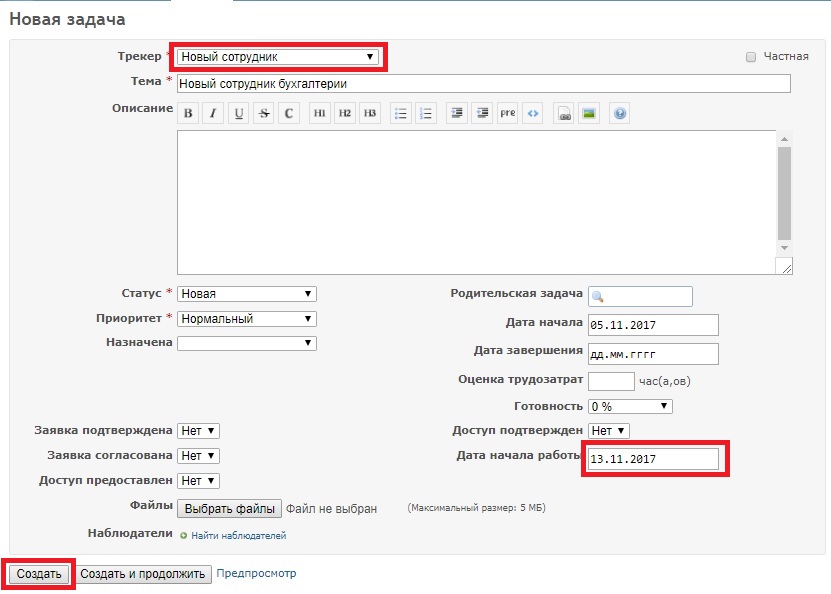 Новая задача
Трекер * Новый сотрудник Частная
Тема * Новый сотрудник бухгалтерии
Описание B I U S C H1 H2 H3 pre <>
Статус * Новая Родительская задача
Приоритет * Нормальный Дата начала 05.11.2017
Назначена Дата завершения дд.мм.гггг
Оценка трудозатрат час(а,ов)
Готовность 0 %
Заявка подтверждена Нет Доступ подтвержден Нет
Заявка согласована Нет Дата начала работы 13.11.2017
Доступ предоставлен Нет
Файлы Выбрать файлы Файл не выбран (Максимальный размер: 5 МБ)
Наблюдатели Найти наблюдателей
Создать Создать и продолжить Предпросмотр